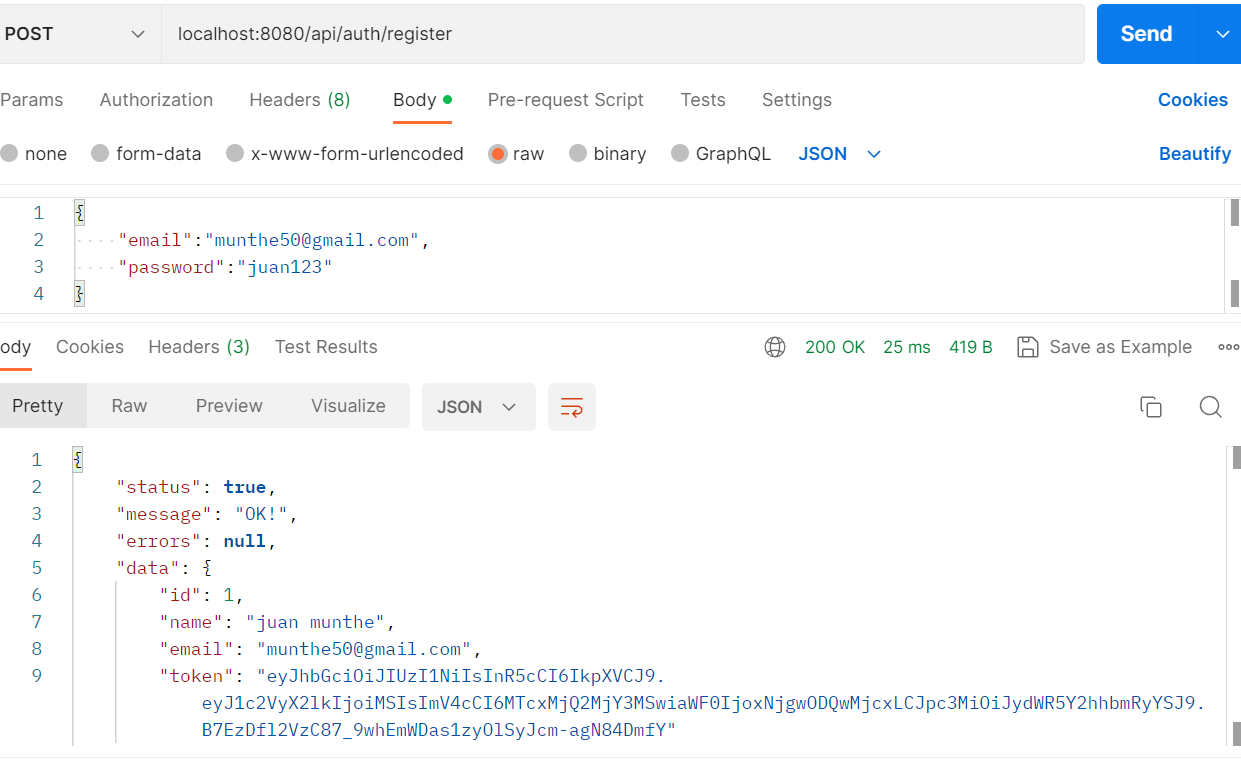 POST localhost:8080/api/auth/register Send
Params Authorization Headers (8) Body Pre-request Script Tests Settings Cookies
none form-data x-www-form-urlencoded raw binary GraphQL JSON Beautify
1 {
2 "email":"munthe50@gmail.com",
3 "password":"juan123"
4 }
ody Cookies Headers (3) Test Results 200 OK 25 ms 419 B Save as Example
Pretty Raw Preview Visualize JSON
1 {
2 "status": true,
3 "message": "OK!",
4 "errors": null,
5 "data": {
6 "id": 1,
7 "name": "juan munthe",
8 "email": "munthe50@gmail.com",
9 "token": "eyJhbGciOiJIUzI1NiIsInR5cCI6IkpXVCJ9.
eyJ1c2VyX2lkIjoiMSIsImV4cCI6MTcxMjQ2MjY3MSwiaWF0IjoxNjgwODQwMjcxLCJpc3MiOiJydWR5Y2hhbmRyYSJ9.
B7EzDfl2VzC87_9whEmWDas1zyOlSyJcm-agN84DmfY"